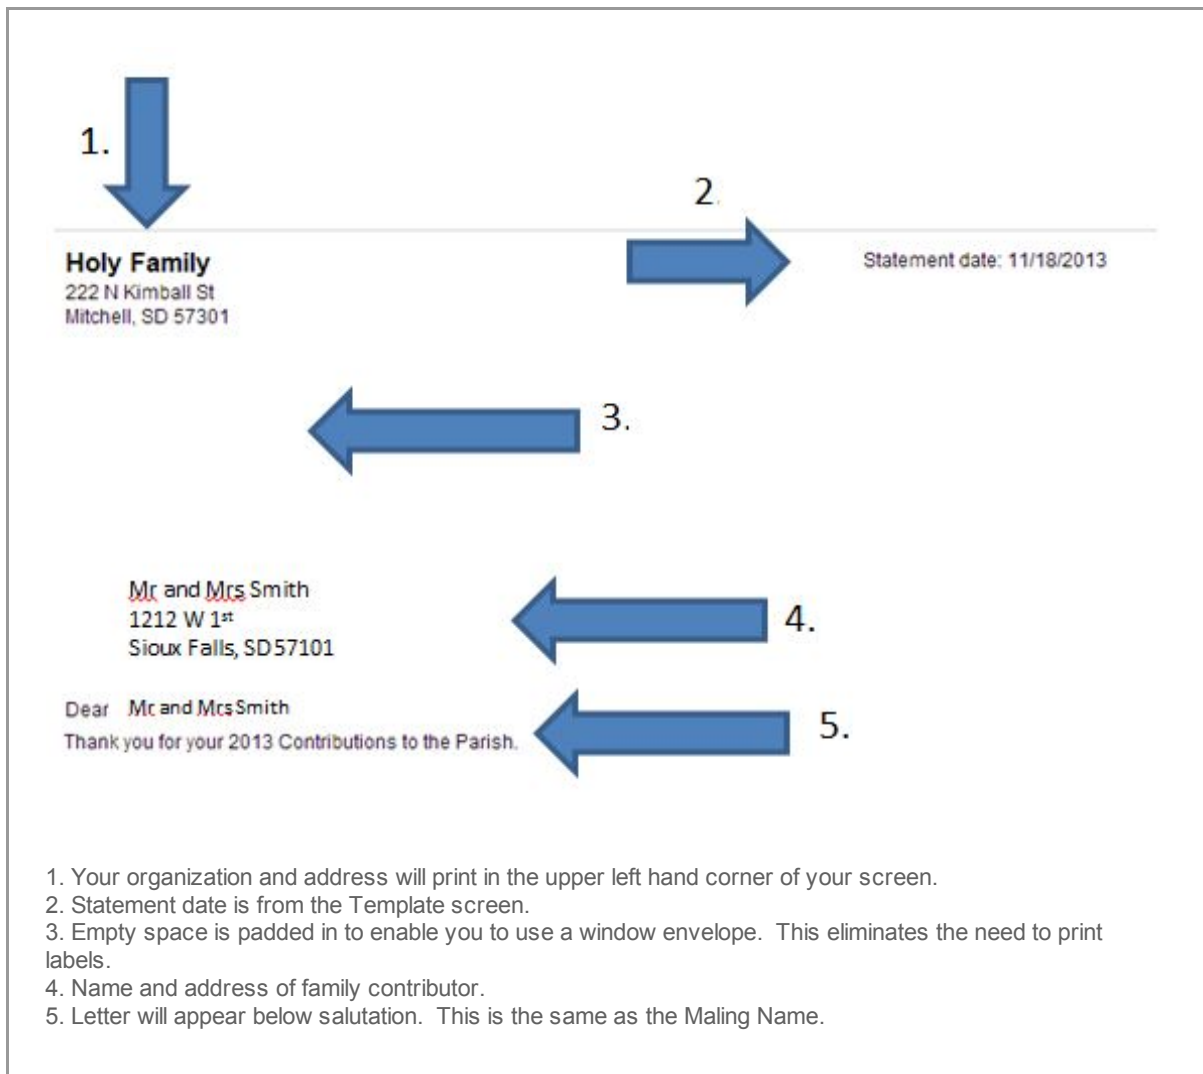 1.
2.
Holy Family
222 N Kimball St
Mitchell, SD 57301
Statement date: 11/18/2013
3.
Mr and Mrs Smith
1212 W 1st
Sioux Falls, SD 57101
4.
Dear Mr and Mrs Smith
Thank you for your 2013 Contributions to the Parish.
5.
1. Your organization and address will print in the upper left hand corner of your screen.
2. Statement date is from the Template screen.
3. Empty space is padded in to enable you to use a window envelope.  This eliminates the need to print
labels.
4. Name and address of family contributor.
5. Letter will appear below salutation.  This is the same as the Maling Name.